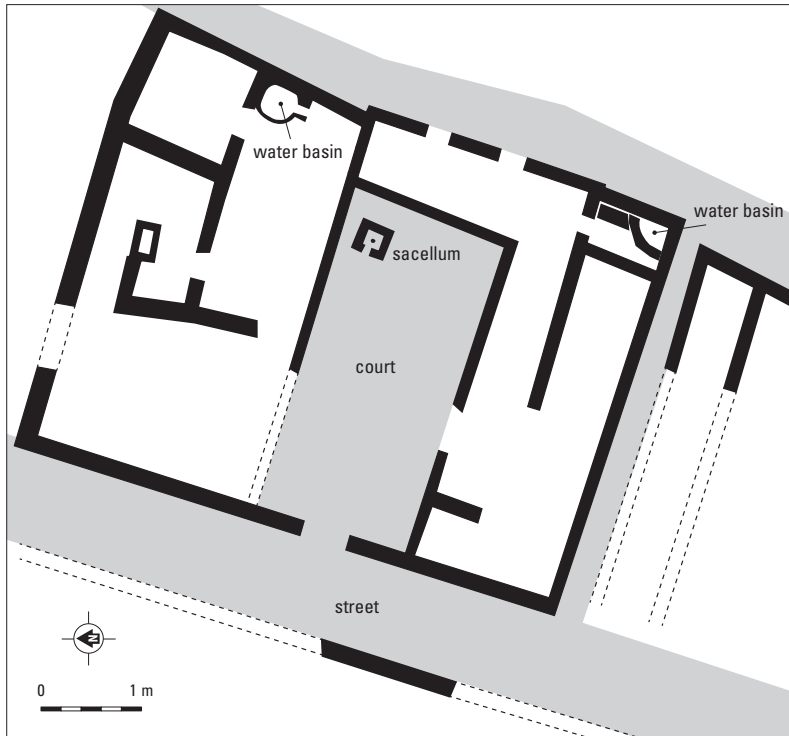 water basin
water basin
sacellum
court
street
N
0 1 m